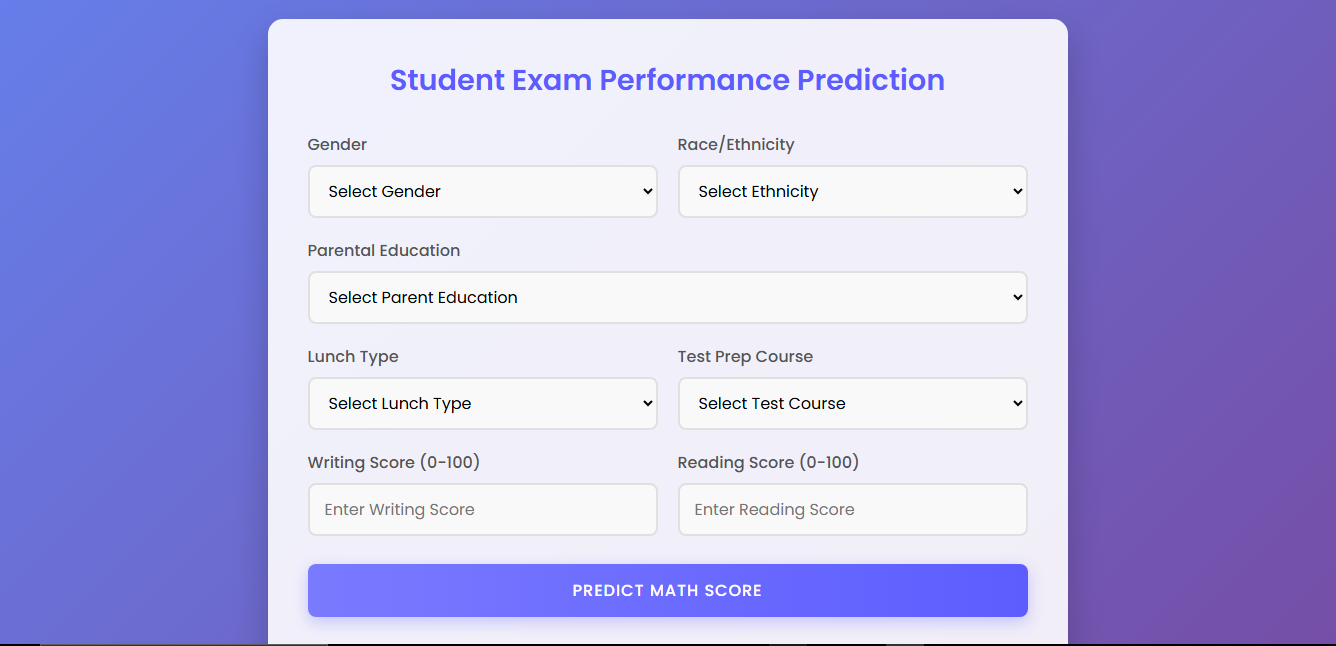 Student Exam Performance Prediction
Gender
Race/Ethnicity
Select Gender
Select Ethnicity
Parental Education
Select Parent Education
Lunch Type
Test Prep Course
Select Lunch Type
Select Test Course
Writing Score (0-100)
Reading Score (0-100)
Enter Writing Score
Enter Reading Score
PREDICT MATH SCORE